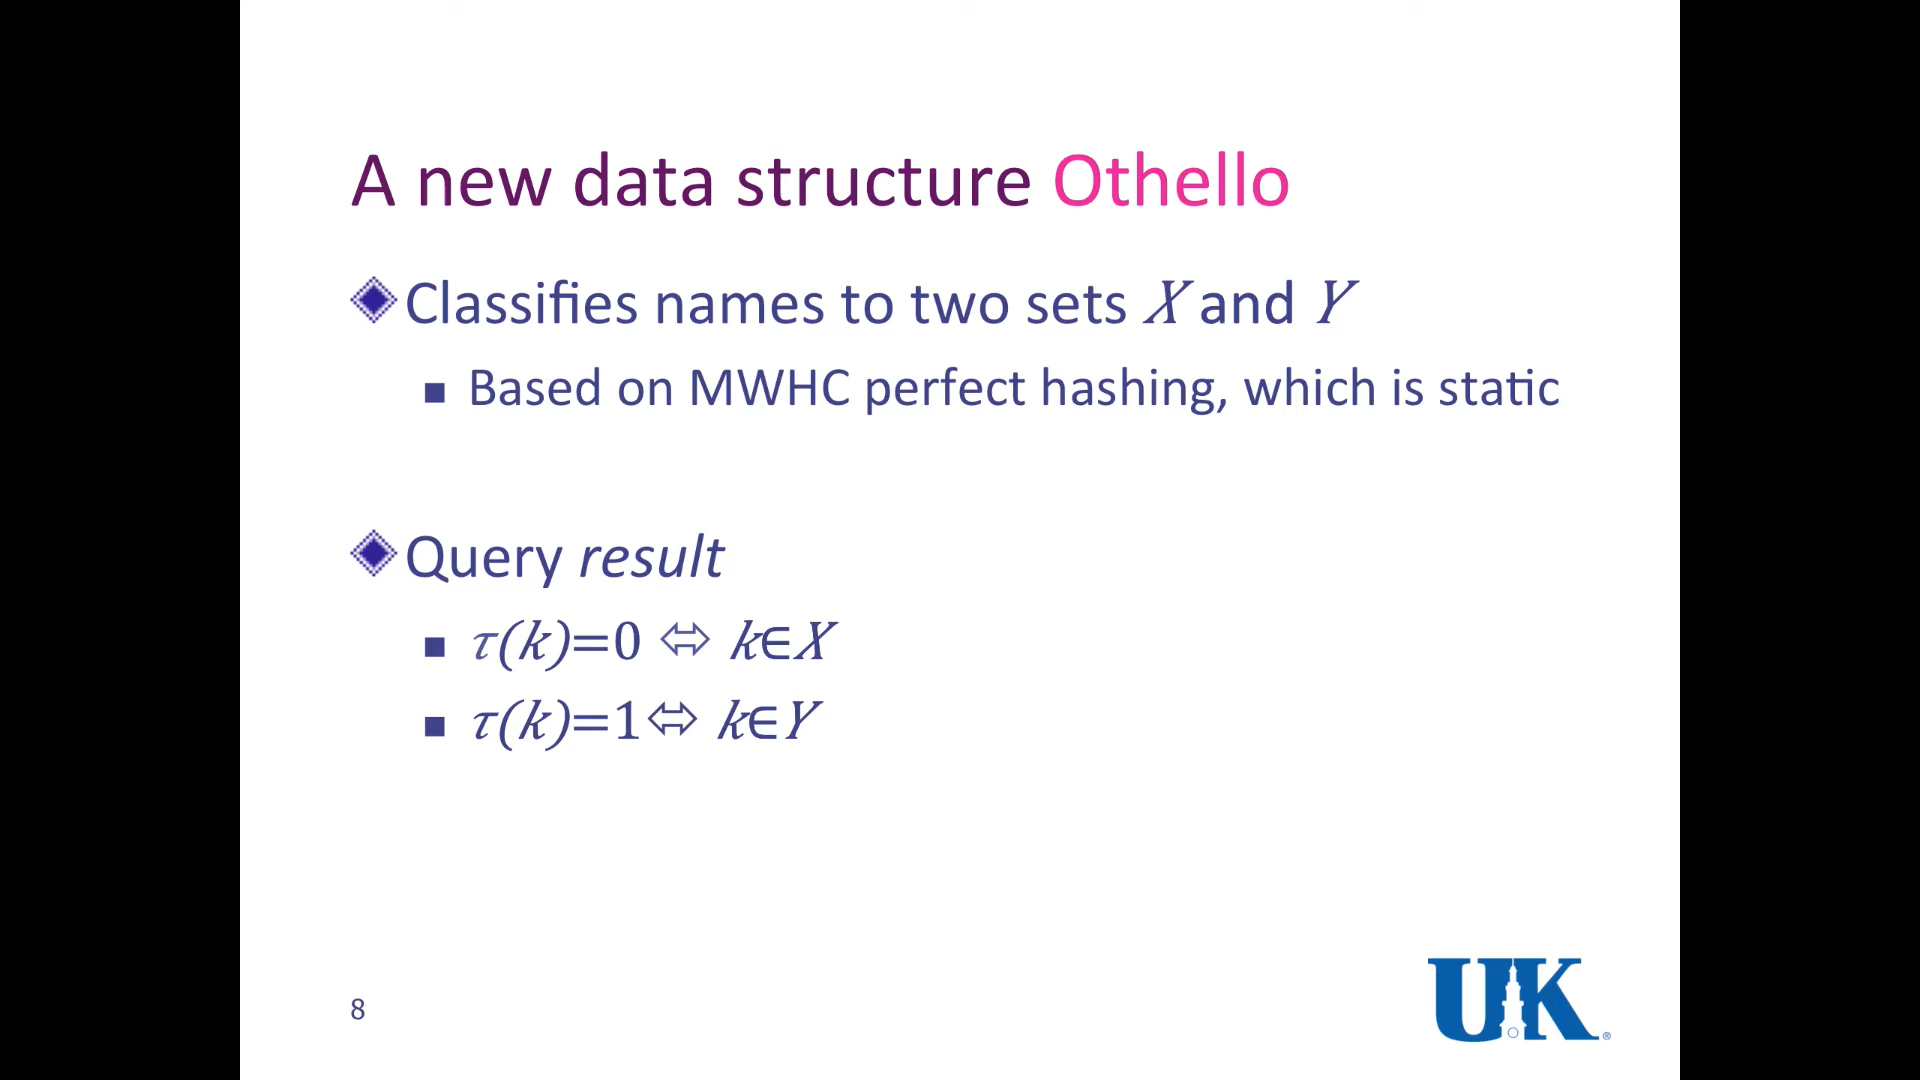 A new data structure Othello
Classifies names to two sets X and Y
Based on MWHC perfect hashing, which is static
Query result
τ(k)=0 ⬄ k∈X
τ(k)=1⬄ k∈Y
8
UK®